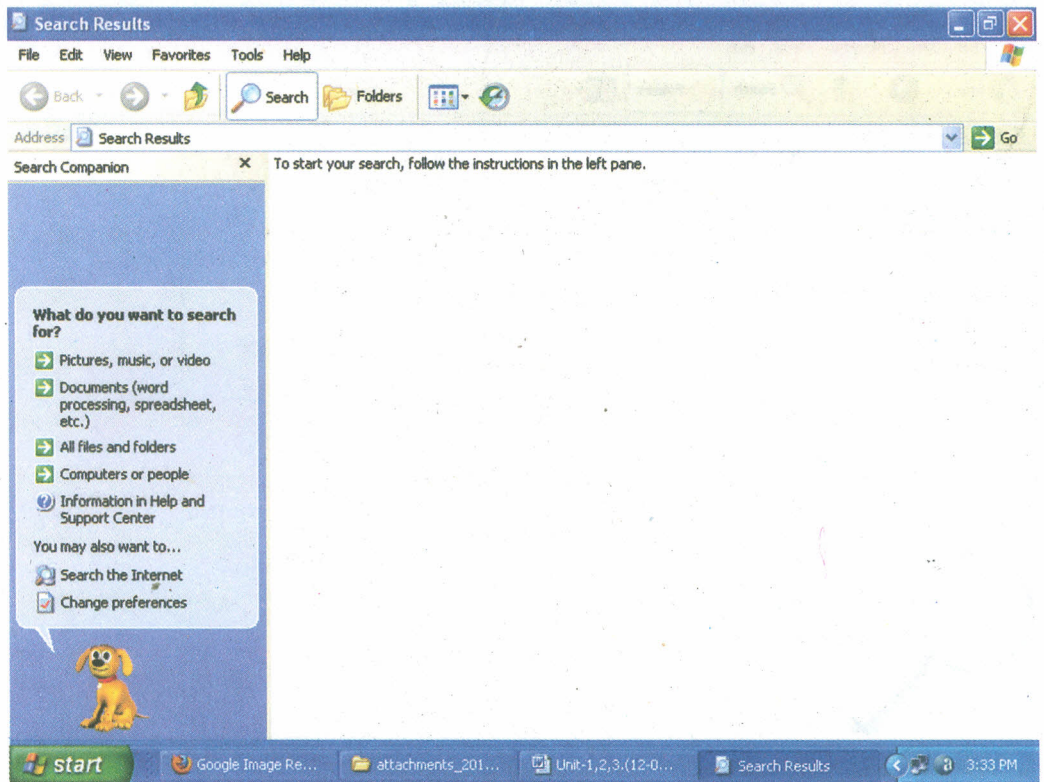 Search Results
File Edit View Favorites Tools Help
Back Search Folders
Address Search Results Go
Search Companion
To start your search, follow the instructions in the left pane.
What do you want to search
for?
Pictures, music, or video
Documents (word
processing, spreadsheet,
etc.)
All files and folders
Computers or people
Information in Help and
Support Center
You may also want to...
Search the Internet
Change preferences
start Google Image Re... attachments_201... Unit-1,2,3.(12-0... Search Results 3:33 PM